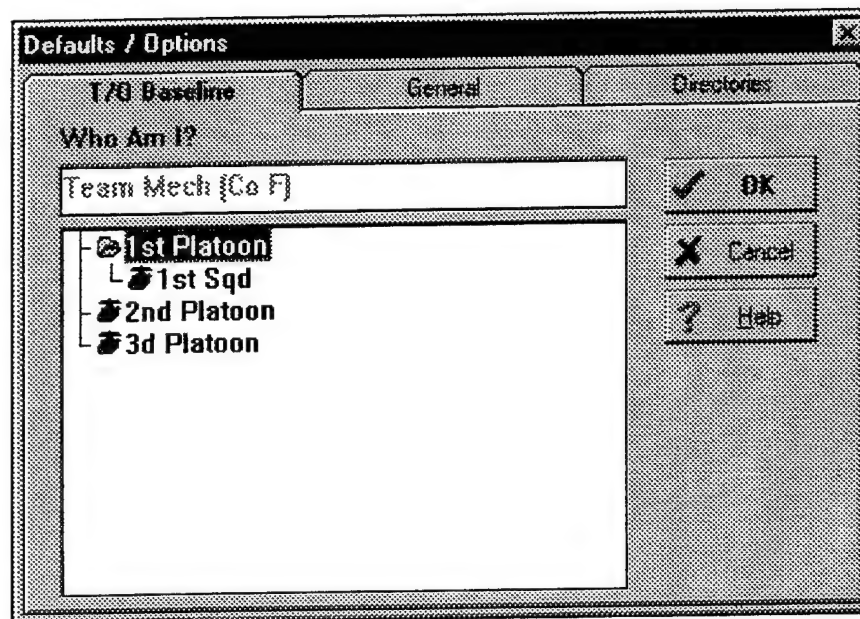 Defaults / Options
T/O Baseline General Directories
Who Am I?
Team Mech (Co F)
OK
1st Platoon
Cancel
1st Sqd
2nd Platoon
? Help
3d Platoon